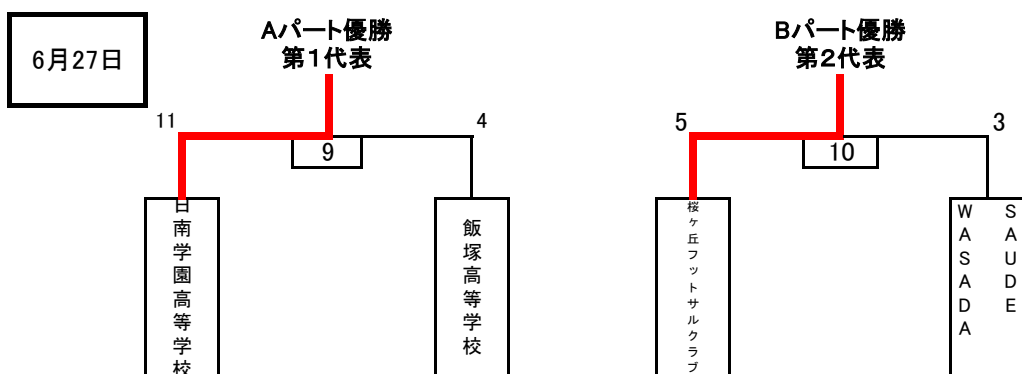 6月27日
Aパート優勝
第1代表
Bパート優勝
第2代表
11
4
5
3
9
10
日南学園高等学校
飯塚高等学校
桜ヶ丘フットサルクラブ
SAUDE
WASADA